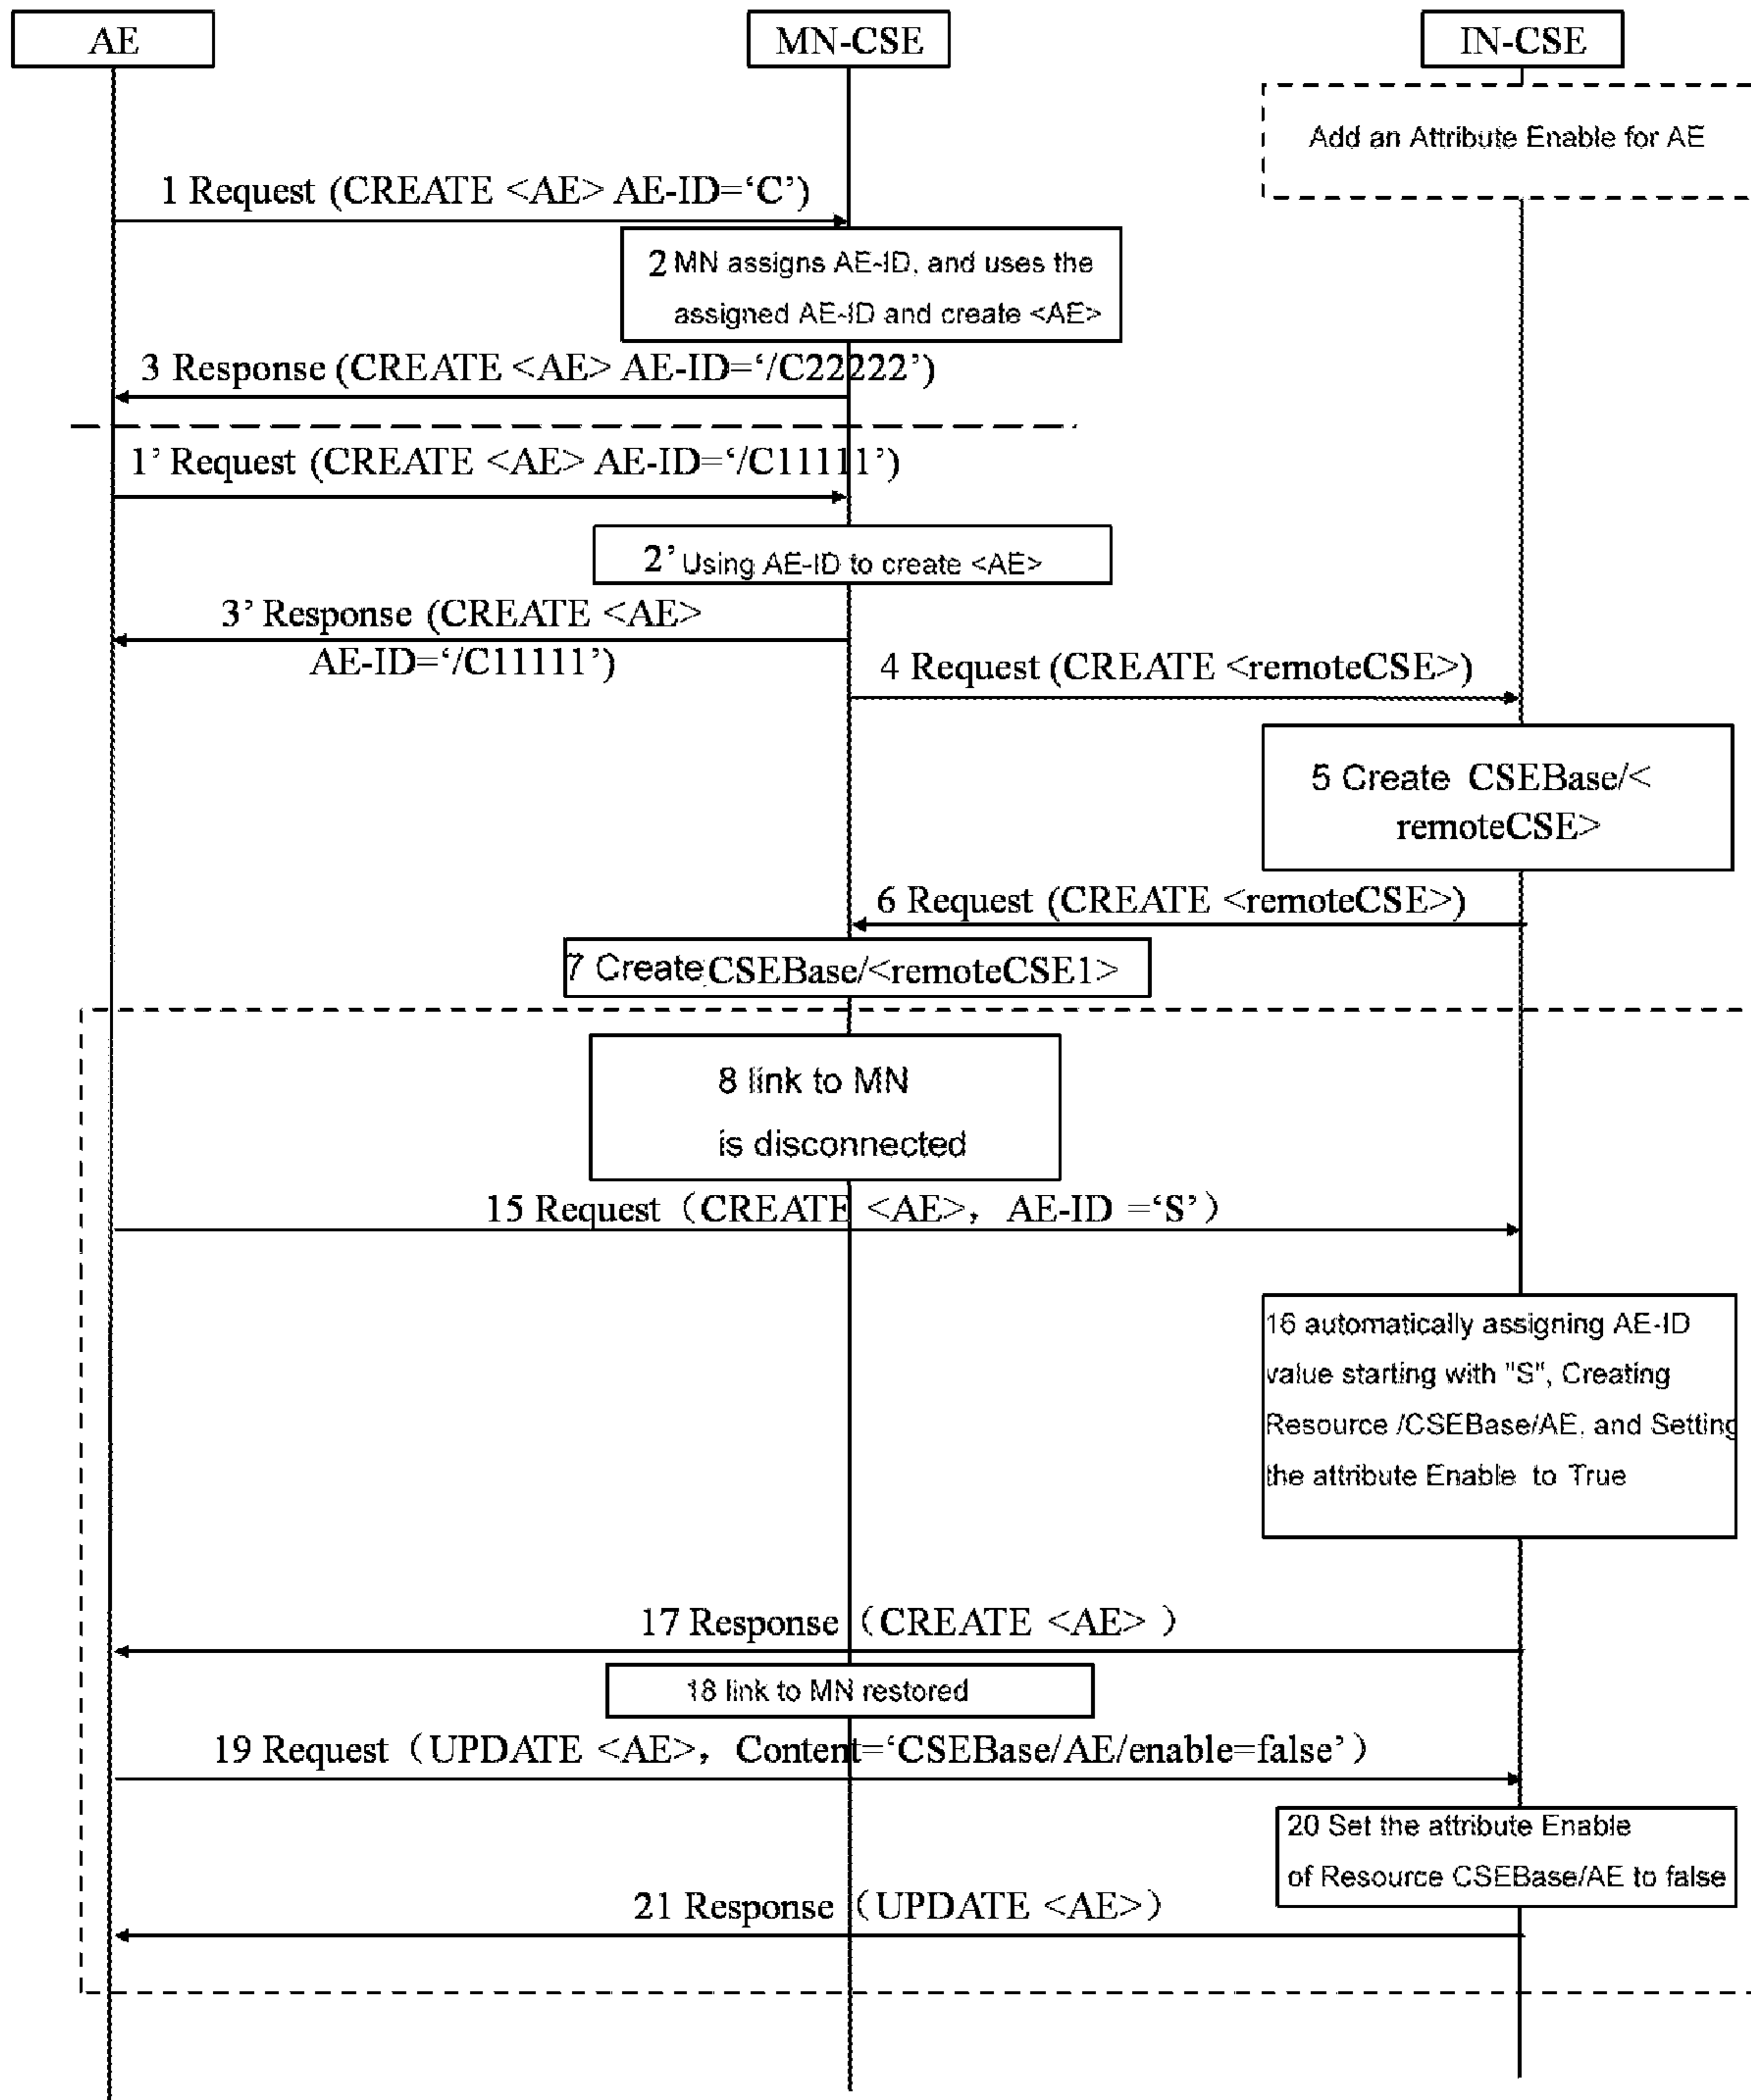 AE
MN-CSE
IN-CSE
Add an Attribute Enable for AE
1 Request (CREATE <AE> AE-ID=‘C’)
2 MN assigns AE-ID, and uses the
assigned AE-ID and create <AE>
3 Response (CREATE <AE> AE-ID=‘/C22222’)
1’ Request (CREATE <AE> AE-ID=‘/C11111’)
2’ Using AE-ID to create <AE>
3’ Response (CREATE <AE>
AE-ID=‘/C11111’)
4 Request (CREATE <remoteCSE>)
5 Create CSEBase/<
remoteCSE>
6 Request (CREATE <remoteCSE>)
7 Create CSEBase/<remoteCSE1>
8 link to MN
is disconnected
15 Request（CREATE <AE>，AE-ID =‘S’）
16 automatically assigning AE-ID
value starting with "S", Creating
Resource /CSEBase/AE, and Setting
the attribute Enable to True
17 Response（CREATE <AE> ）
18 link to MN restored
19 Request（UPDATE <AE>，Content=‘CSEBase/AE/enable=false’）
20 Set the attribute Enable
of Resource CSEBase/AE to false
21 Response（UPDATE <AE>）